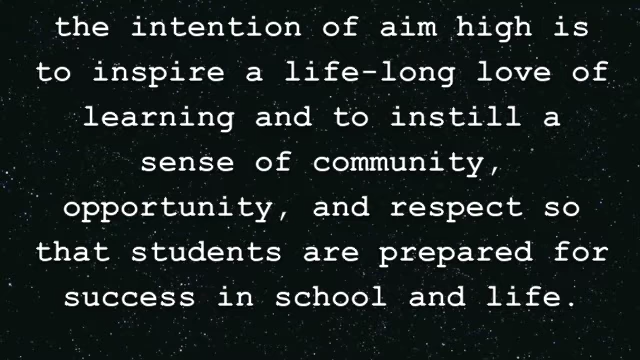 the intention of aim high is
to inspire a life-long love of
learning and to instill a
sense of community,
opportunity, and respect so
that students are prepared for
success in school and life.